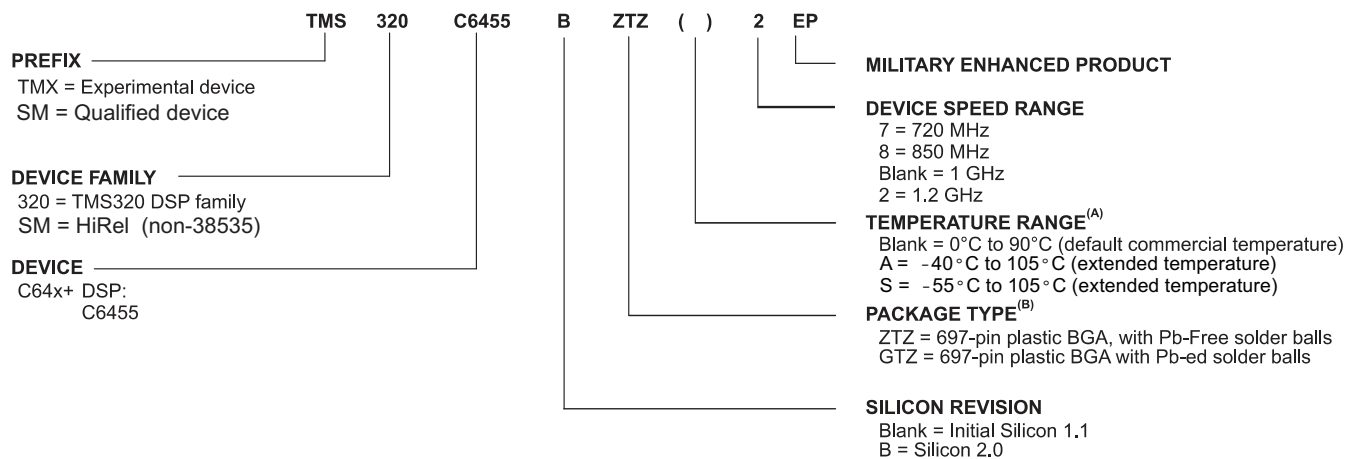 TMS 320 C6455 B ZTZ ( ) 2 EP
PREFIX
TMX = Experimental device
SM = Qualified device
DEVICE FAMILY
320 = TMS320 DSP family
SM = HiRel (non-38535)
DEVICE
C64x+ DSP:
C6455
MILITARY ENHANCED PRODUCT
DEVICE SPEED RANGE
7 = 720 MHz
8 = 850 MHz
Blank = 1 GHz
2 = 1.2 GHz
TEMPERATURE RANGE(A)
Blank = 0°C to 90°C (default commercial temperature)
A = -40°C to 105°C (extended temperature)
S = -55°C to 105°C (extended temperature)
PACKAGE TYPE(B)
ZTZ = 697-pin plastic BGA, with Pb-Free solder balls
GTZ = 697-pin plastic BGA with Pb-ed solder balls
SILICON REVISION
Blank = Initial Silicon 1.1
B = Silicon 2.0